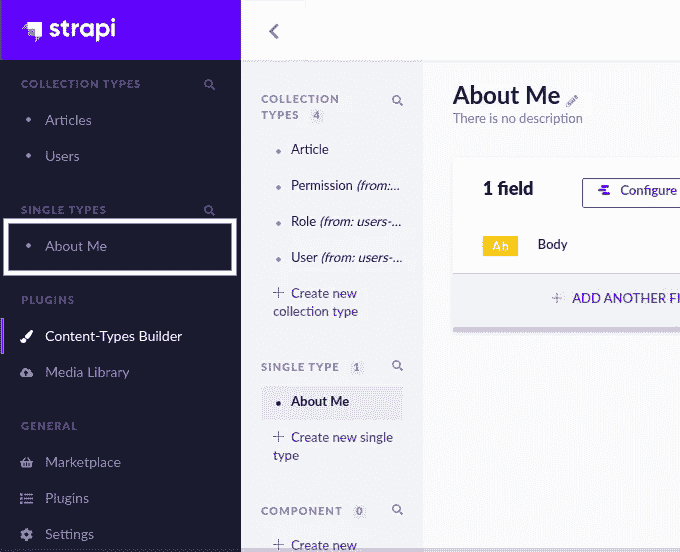 strapi
COLLECTION TYPES
Articles
Users
SINGLE TYPES
About Me
PLUGINS
Content-Types Builder
Media Library
GENERAL
Marketplace
Plugins
Settings
COLLECTION
TYPES 4
Article
Permission (from:...
Role (from: users-...
User (from: users-...
+ Create new
collection type
SINGLE TYPE 1
About Me
+ Create new single
type
COMPONENT 0
+ Create new
About Me
There is no description
1 field
Configure
Ab
Body
+ ADD ANOTHER FI